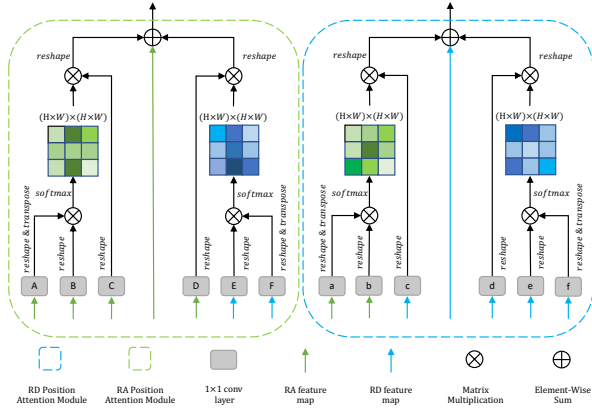 reshape
reshape
reshape
reshape
(H×W)×(H×W)
(H×W)×(H×W)
(H×W)×(H×W)
(H×W)×(H×W)
softmax
softmax
softmax
softmax
reshape & transpose
reshape
reshape
reshape
reshape
reshape & transpose
reshape & transpose
reshape
reshape
reshape
reshape
reshape & transpose
A
B
C
D
E
F
a
b
c
d
e
f
RD Position
Attention Module
RA Position
Attention Module
1×1 conv
layer
RA feature
map
RD feature
map
Matrix
Multiplication
Element-Wise
Sum